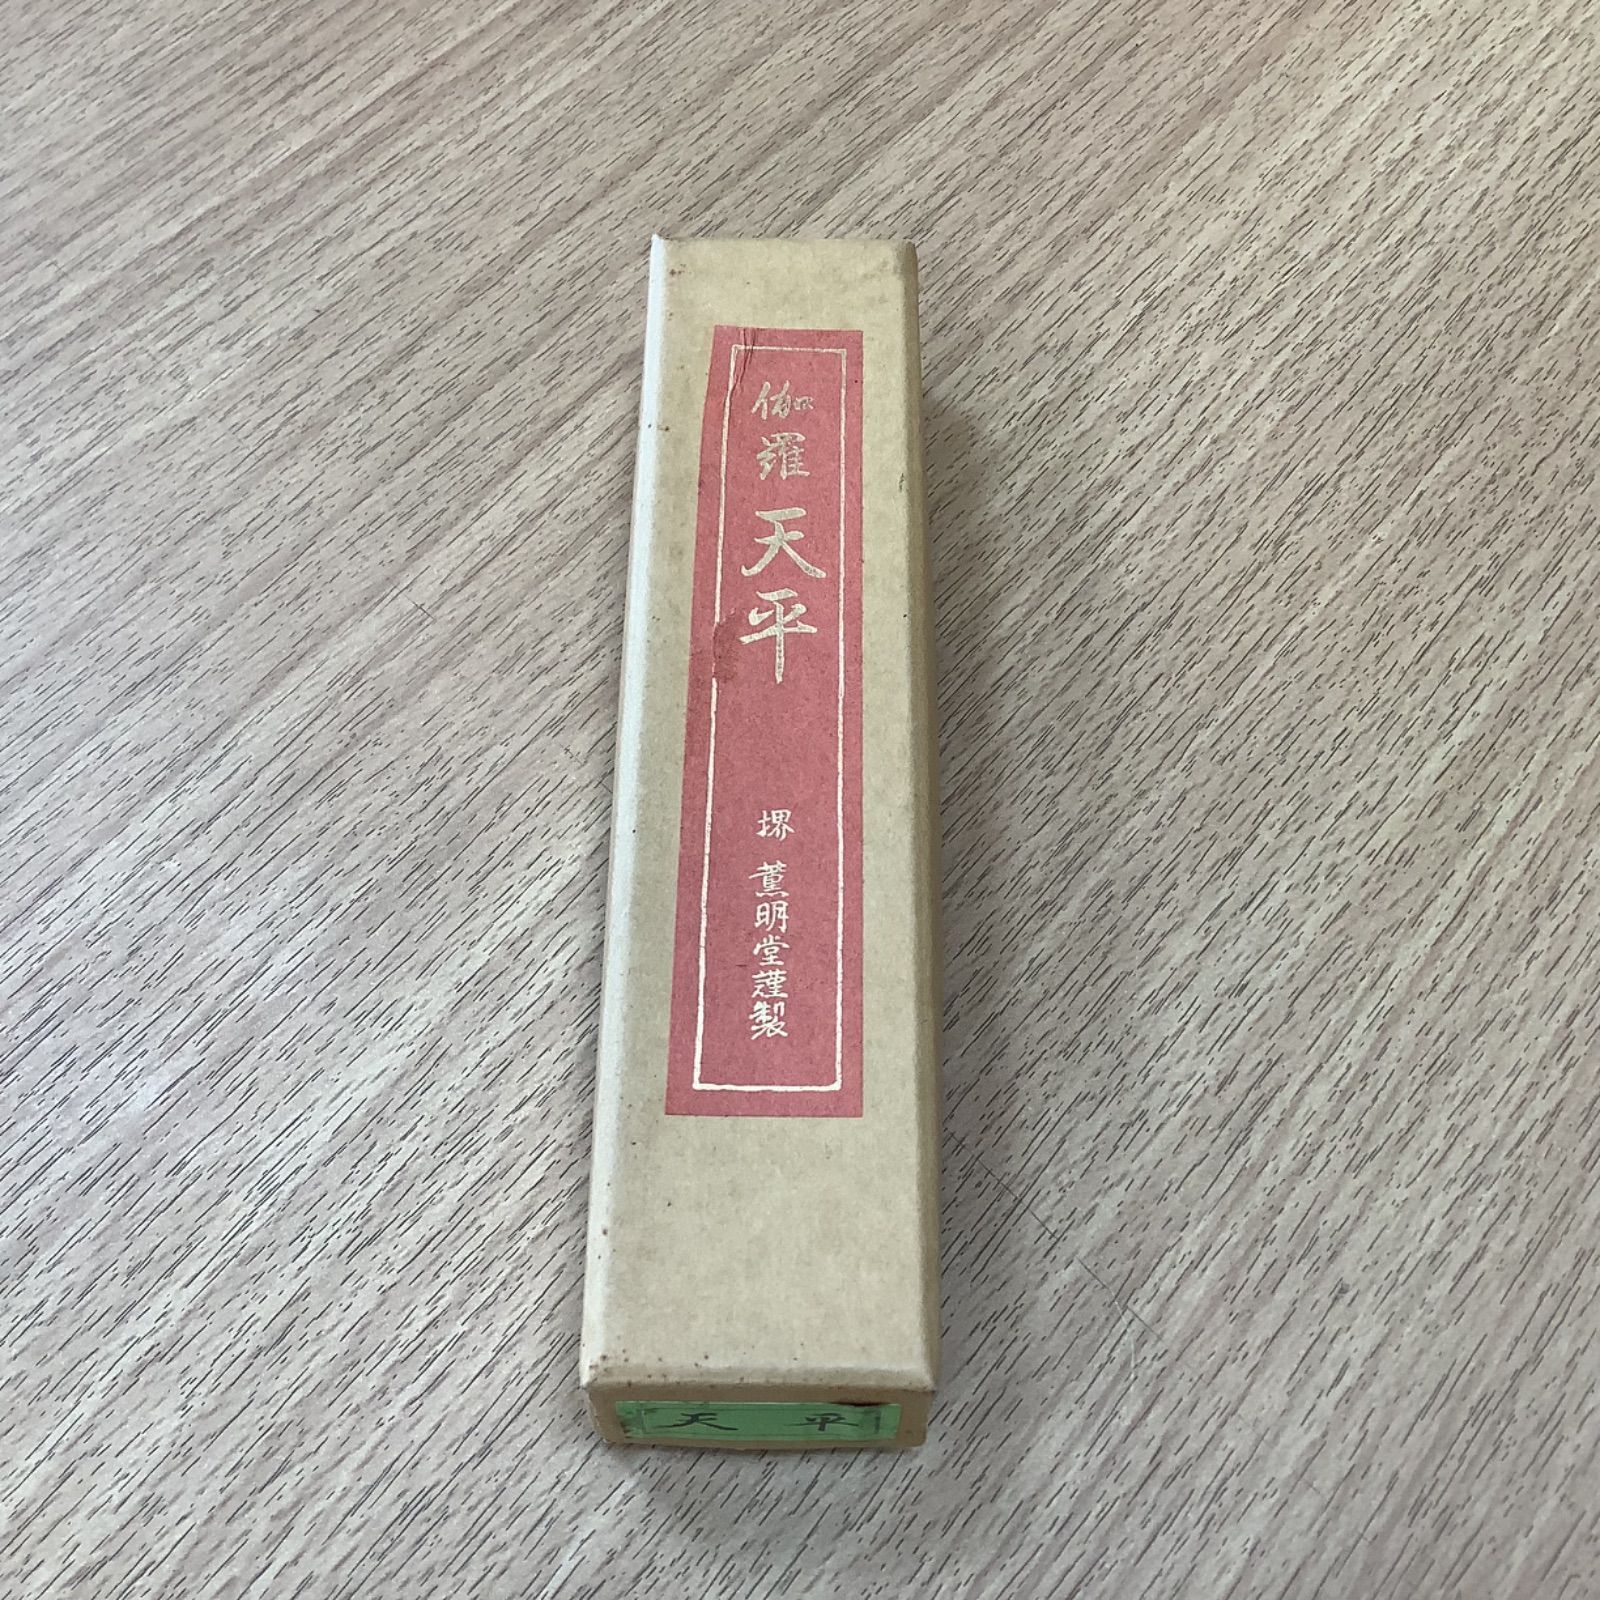 伽羅 天平
堺 薫明堂謹製
天 平